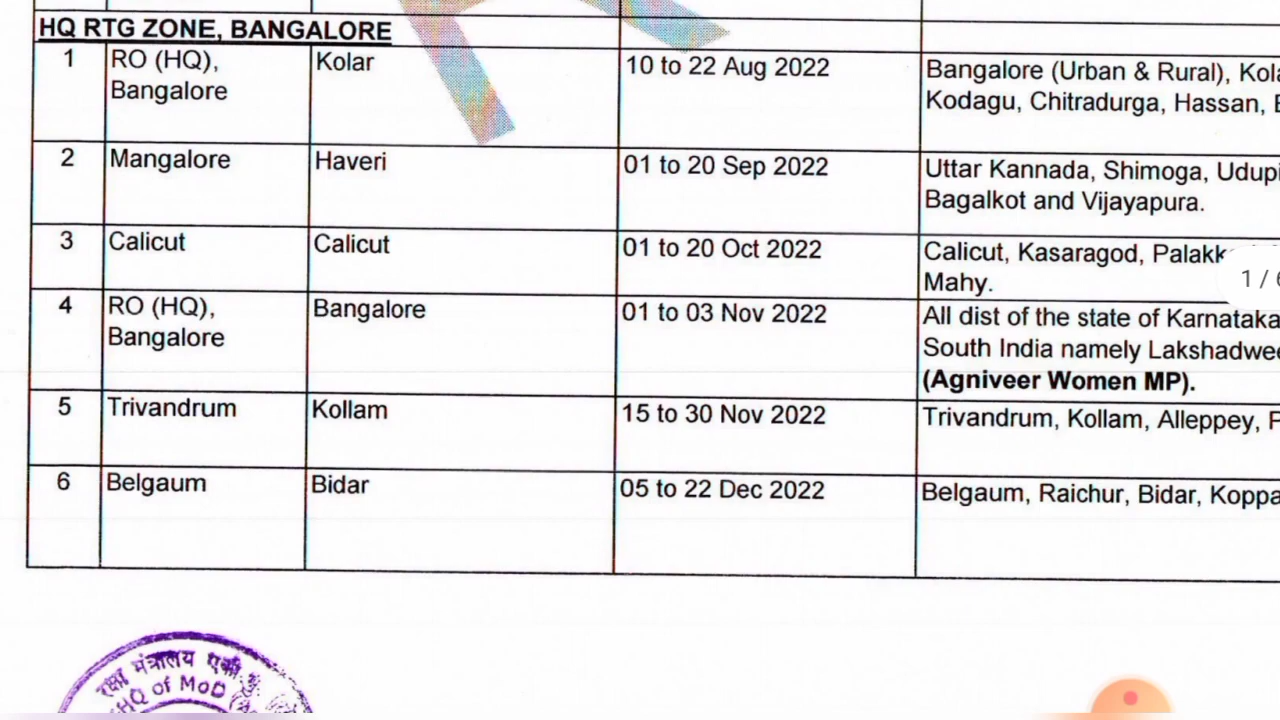 HQ RTG ZONE, BANGALORE
1 RO (HQ), Kolar 10 to 22 Aug 2022 Bangalore (Urban & Rural),
Bangalore Kodagu, Chitradurga, Hassan,
2 Mangalore Haveri 01 to 20 Sep 2022 Uttar Kannada, Shimoga, Udupi
Bagalkot and Vijayapura.
3 Calicut Calicut 01 to 20 Oct 2022 Calicut, Kasaragod,
Mahy.
1 / 6
4 RO (HQ), Bangalore 01 to 03 Nov 2022 All dist of the state of Karnataka
Bangalore South India namely
(Agniveer Women MP).
5 Trivandrum Kollam 15 to 30 Nov 2022 Trivandrum, Kollam, Alleppey,
6 Belgaum Bidar 05 to 22 Dec 2022 Belgaum, Raichur, Bidar,
रक्षा मंत्रालय एकी
HQ of MoD